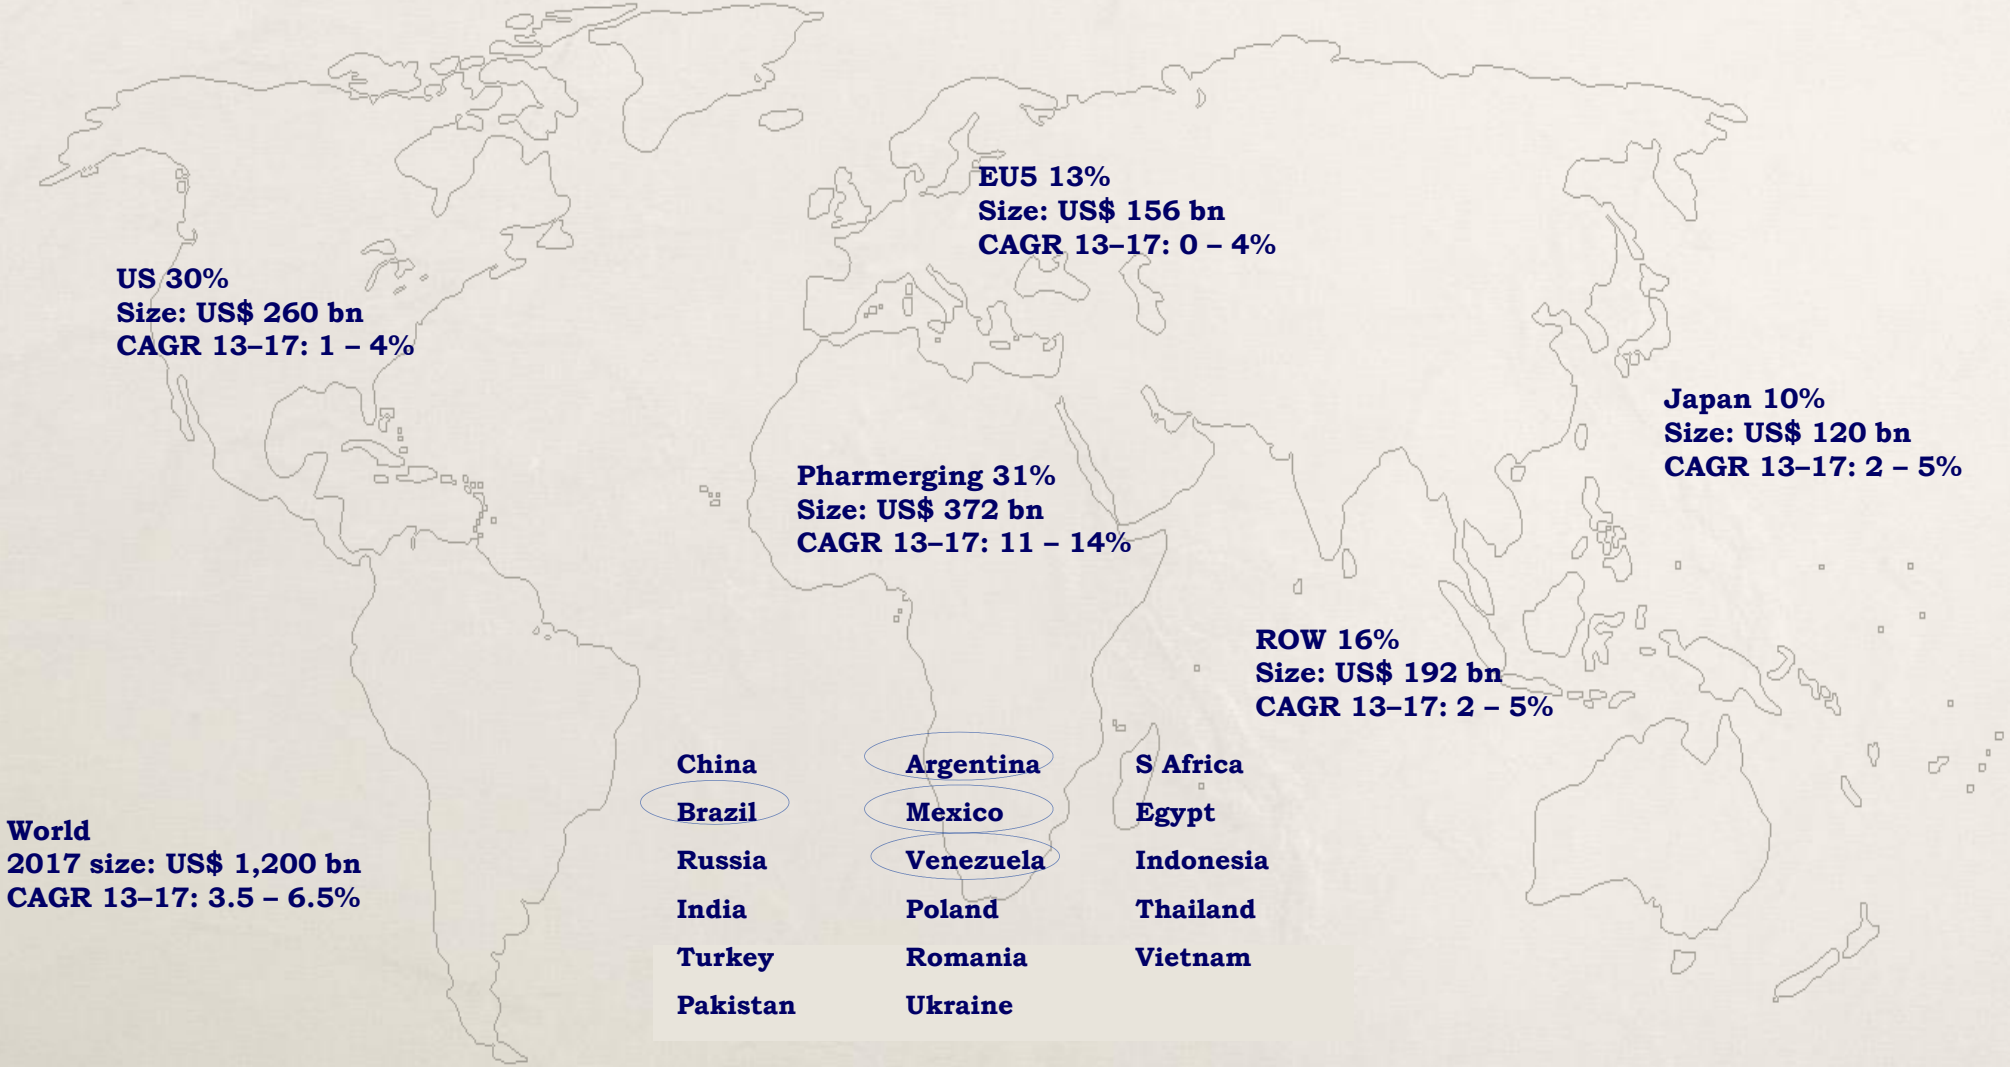 EU5 13%
Size: US$ 156 bn
CAGR 13–17: 0 – 4%
US 30%
Size: US$ 260 bn
CAGR 13–17: 1 – 4%
Japan 10%
Size: US$ 120 bn
CAGR 13–17: 2 – 5%
Pharmerging 31%
Size: US$ 372 bn
CAGR 13–17: 11 – 14%
ROW 16%
Size: US$ 192 bn
CAGR 13–17: 2 – 5%
World
2017 size: US$ 1,200 bn
CAGR 13–17: 3.5 – 6.5%
China Argentina S Africa
Brazil Mexico Egypt
Russia Venezuela Indonesia
India Poland Thailand
Turkey Romania Vietnam
Pakistan Ukraine